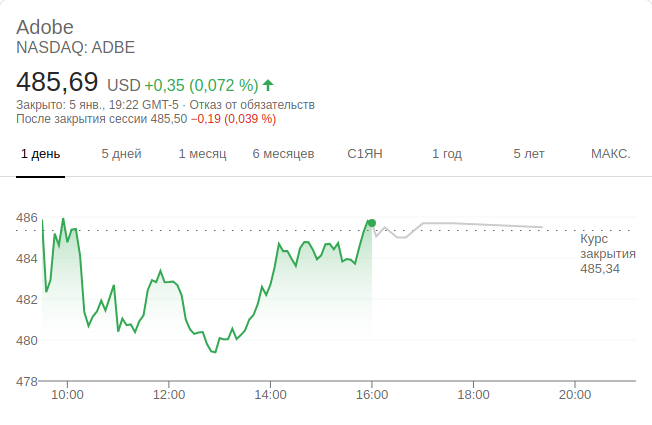 Adobe
NASDAQ: ADBE
485,69 USD +0,35 (0,072 %)
Закрыто: 5 янв., 19:22 GMT-5 · Отказ от обязательств
После закрытия сессии 485,50 −0,19 (0,039 %)
1 день 5 дней 1 месяц 6 месяцев С1ЯН 1 год 5 лет МАКС.
486
484
482
480
478
Курс
закрытия
485,34
10:00 12:00 14:00 16:00 18:00 20:00